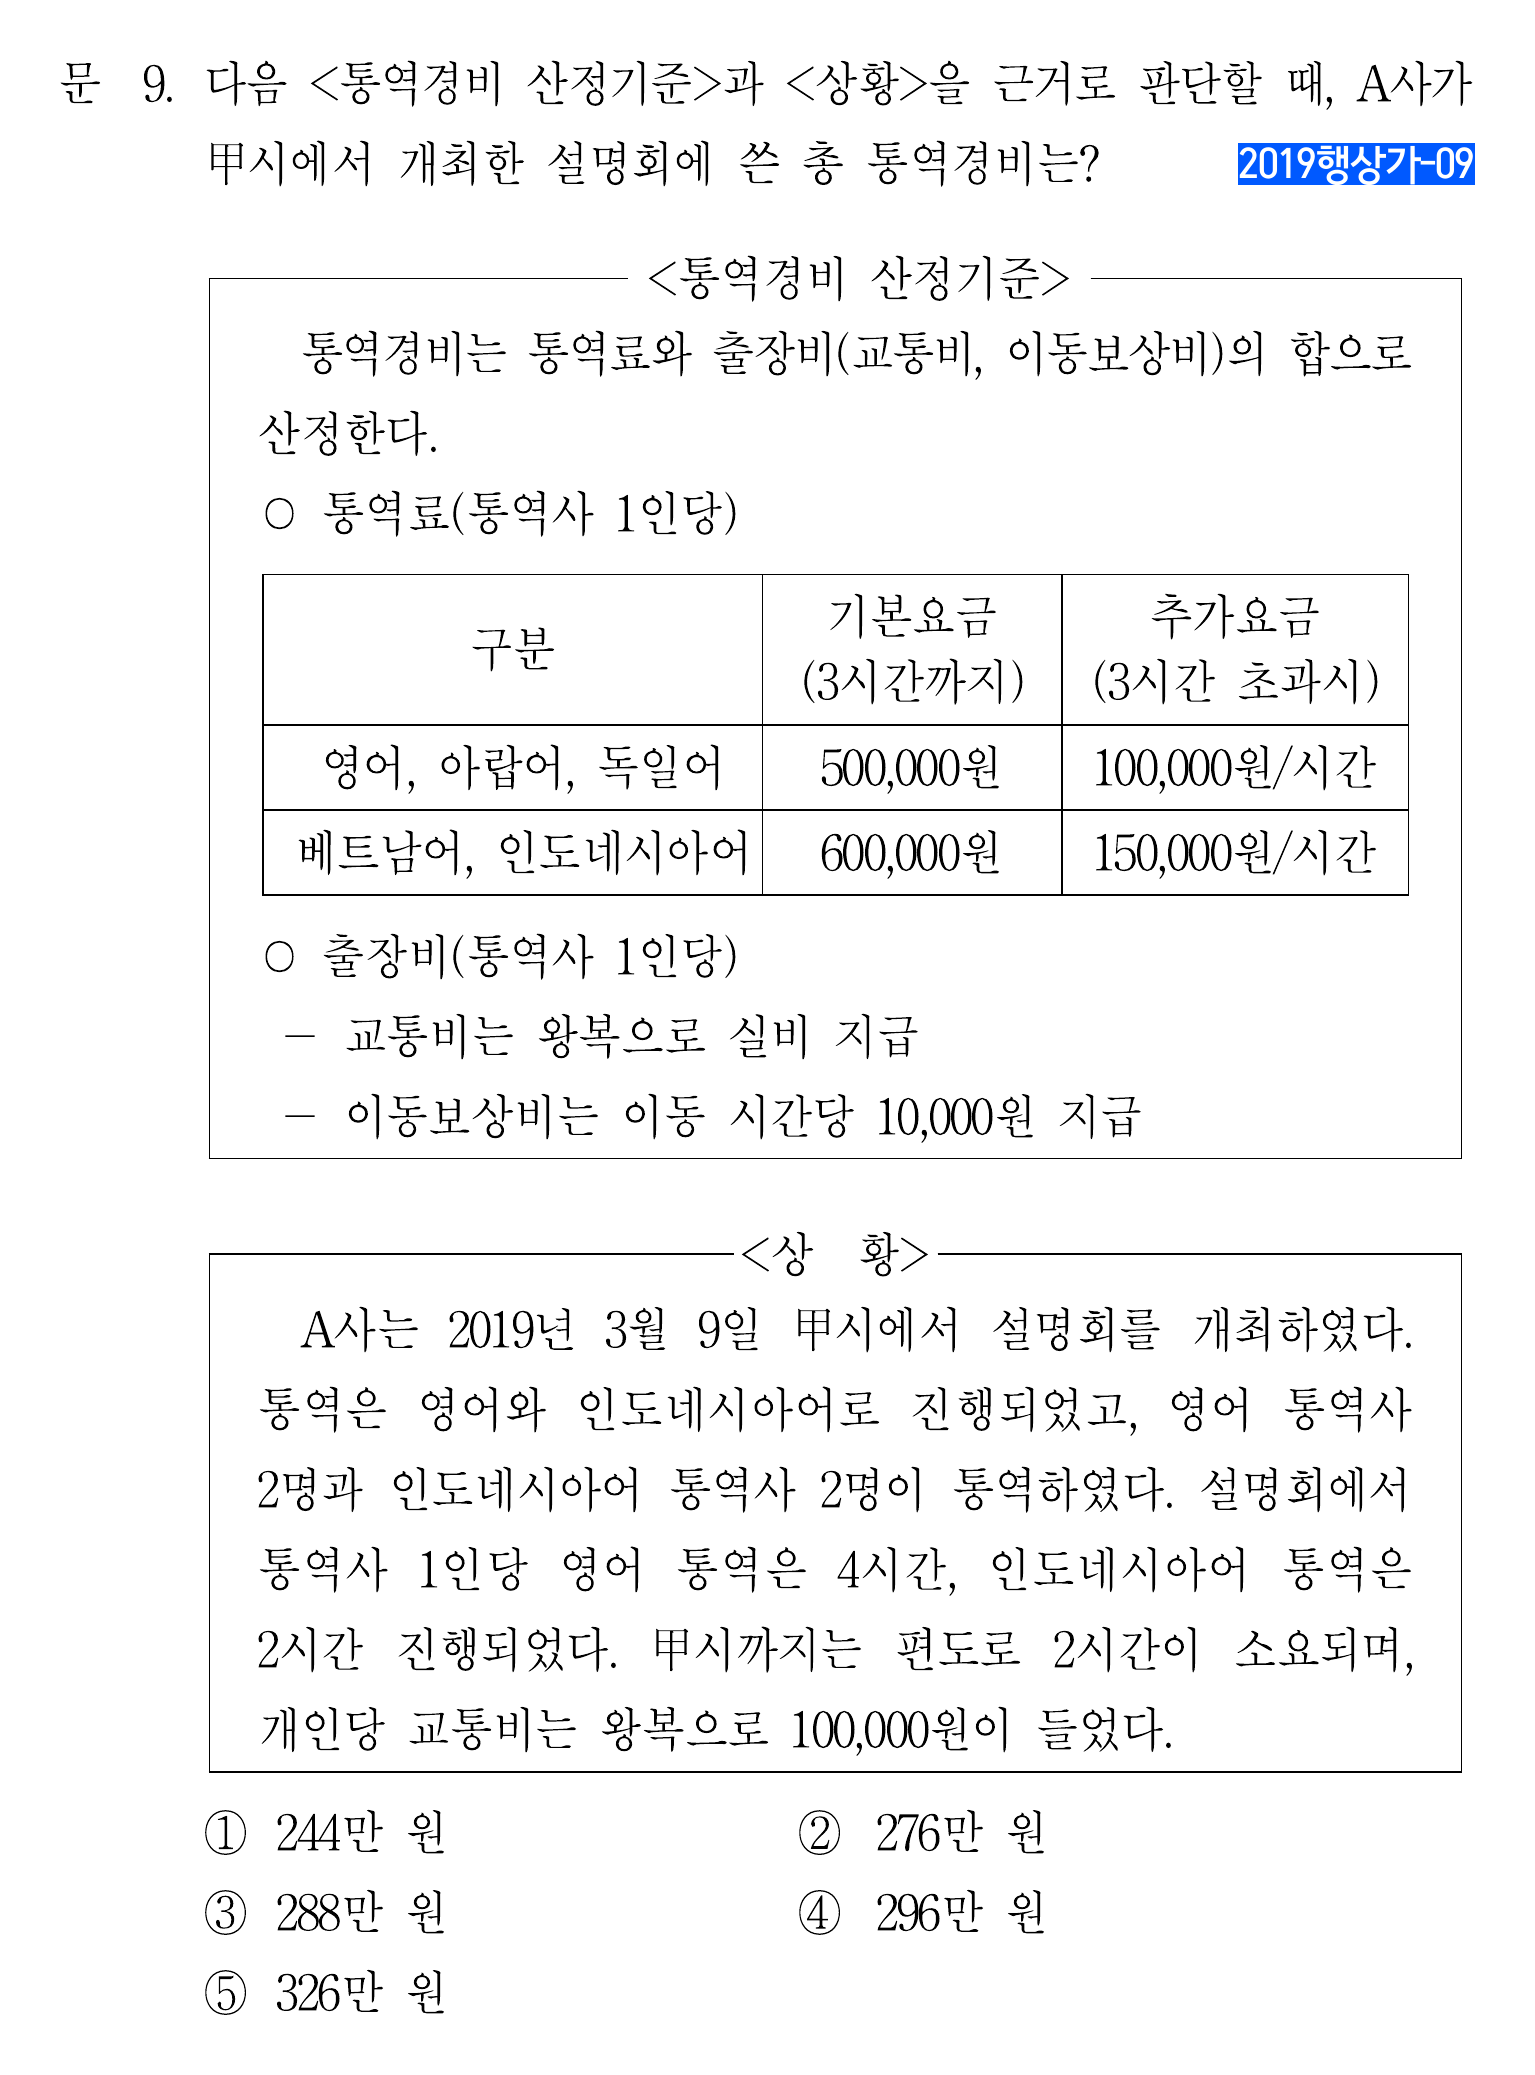 문 9. 다음 <통역경비 산정기준>과 <상황>을 근거로 판단할 때, A사가
甲시에서 개최한 설명회에 쓴 총 통역경비는?
2019행상가-09
<통역경비 산정기준>
통역경비는 통역료와 출장비(교통비, 이동보상비)의 합으로
산정한다.
○ 통역료(통역사 1인당)
구분 기본요금 (3시간까지) 추가요금 (3시간 초과시)
영어, 아랍어, 독일어 500,000원 100,000원/시간
베트남어, 인도네시아어 600,000원 150,000원/시간
○ 출장비(통역사 1인당)
- 교통비는 왕복으로 실비 지급
- 이동보상비는 이동 시간당 10,000원 지급
<상 황>
A사는 2019년 3월 9일 甲시에서 설명회를 개최하였다.
통역은 영어와 인도네시아어로 진행되었고, 영어 통역사
2명과 인도네시아어 통역사 2명이 통역하였다. 설명회에서
통역사 1인당 영어 통역은 4시간, 인도네시아어 통역은
2시간 진행되었다. 甲시까지는 편도로 2시간이 소요되며,
개인당 교통비는 왕복으로 100,000원이 들었다.
① 244만 원 ② 276만 원
③ 288만 원 ④ 296만 원
⑤ 326만 원